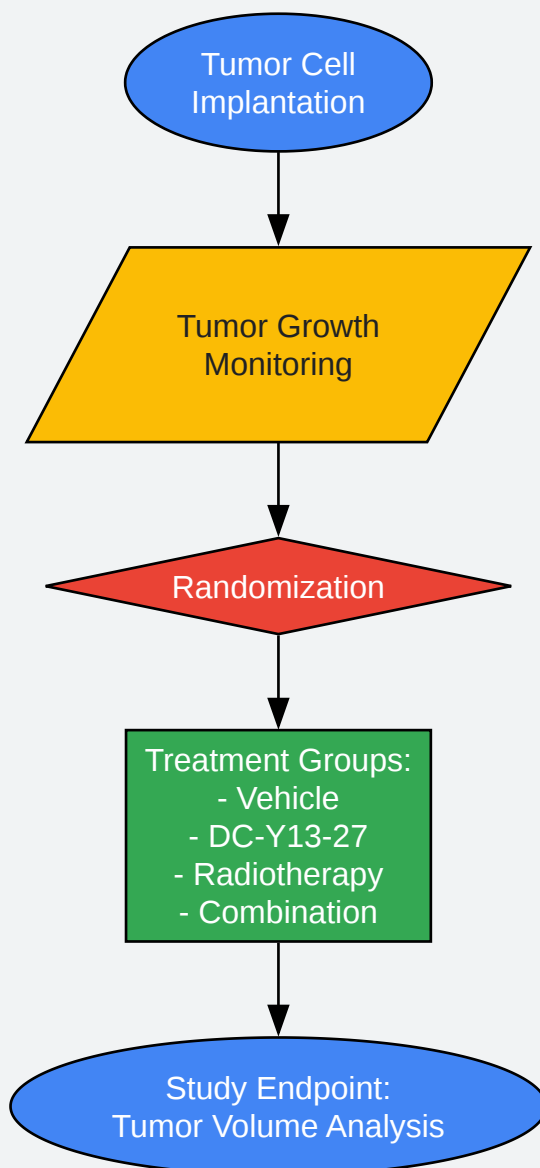 Tumor Cell
Implantation
Tumor Growth
Monitoring
Randomization
Treatment Groups:
- Vehicle
- DC-Y13-27
- Radiotherapy
- Combination
Study Endpoint:
Tumor Volume Analysis